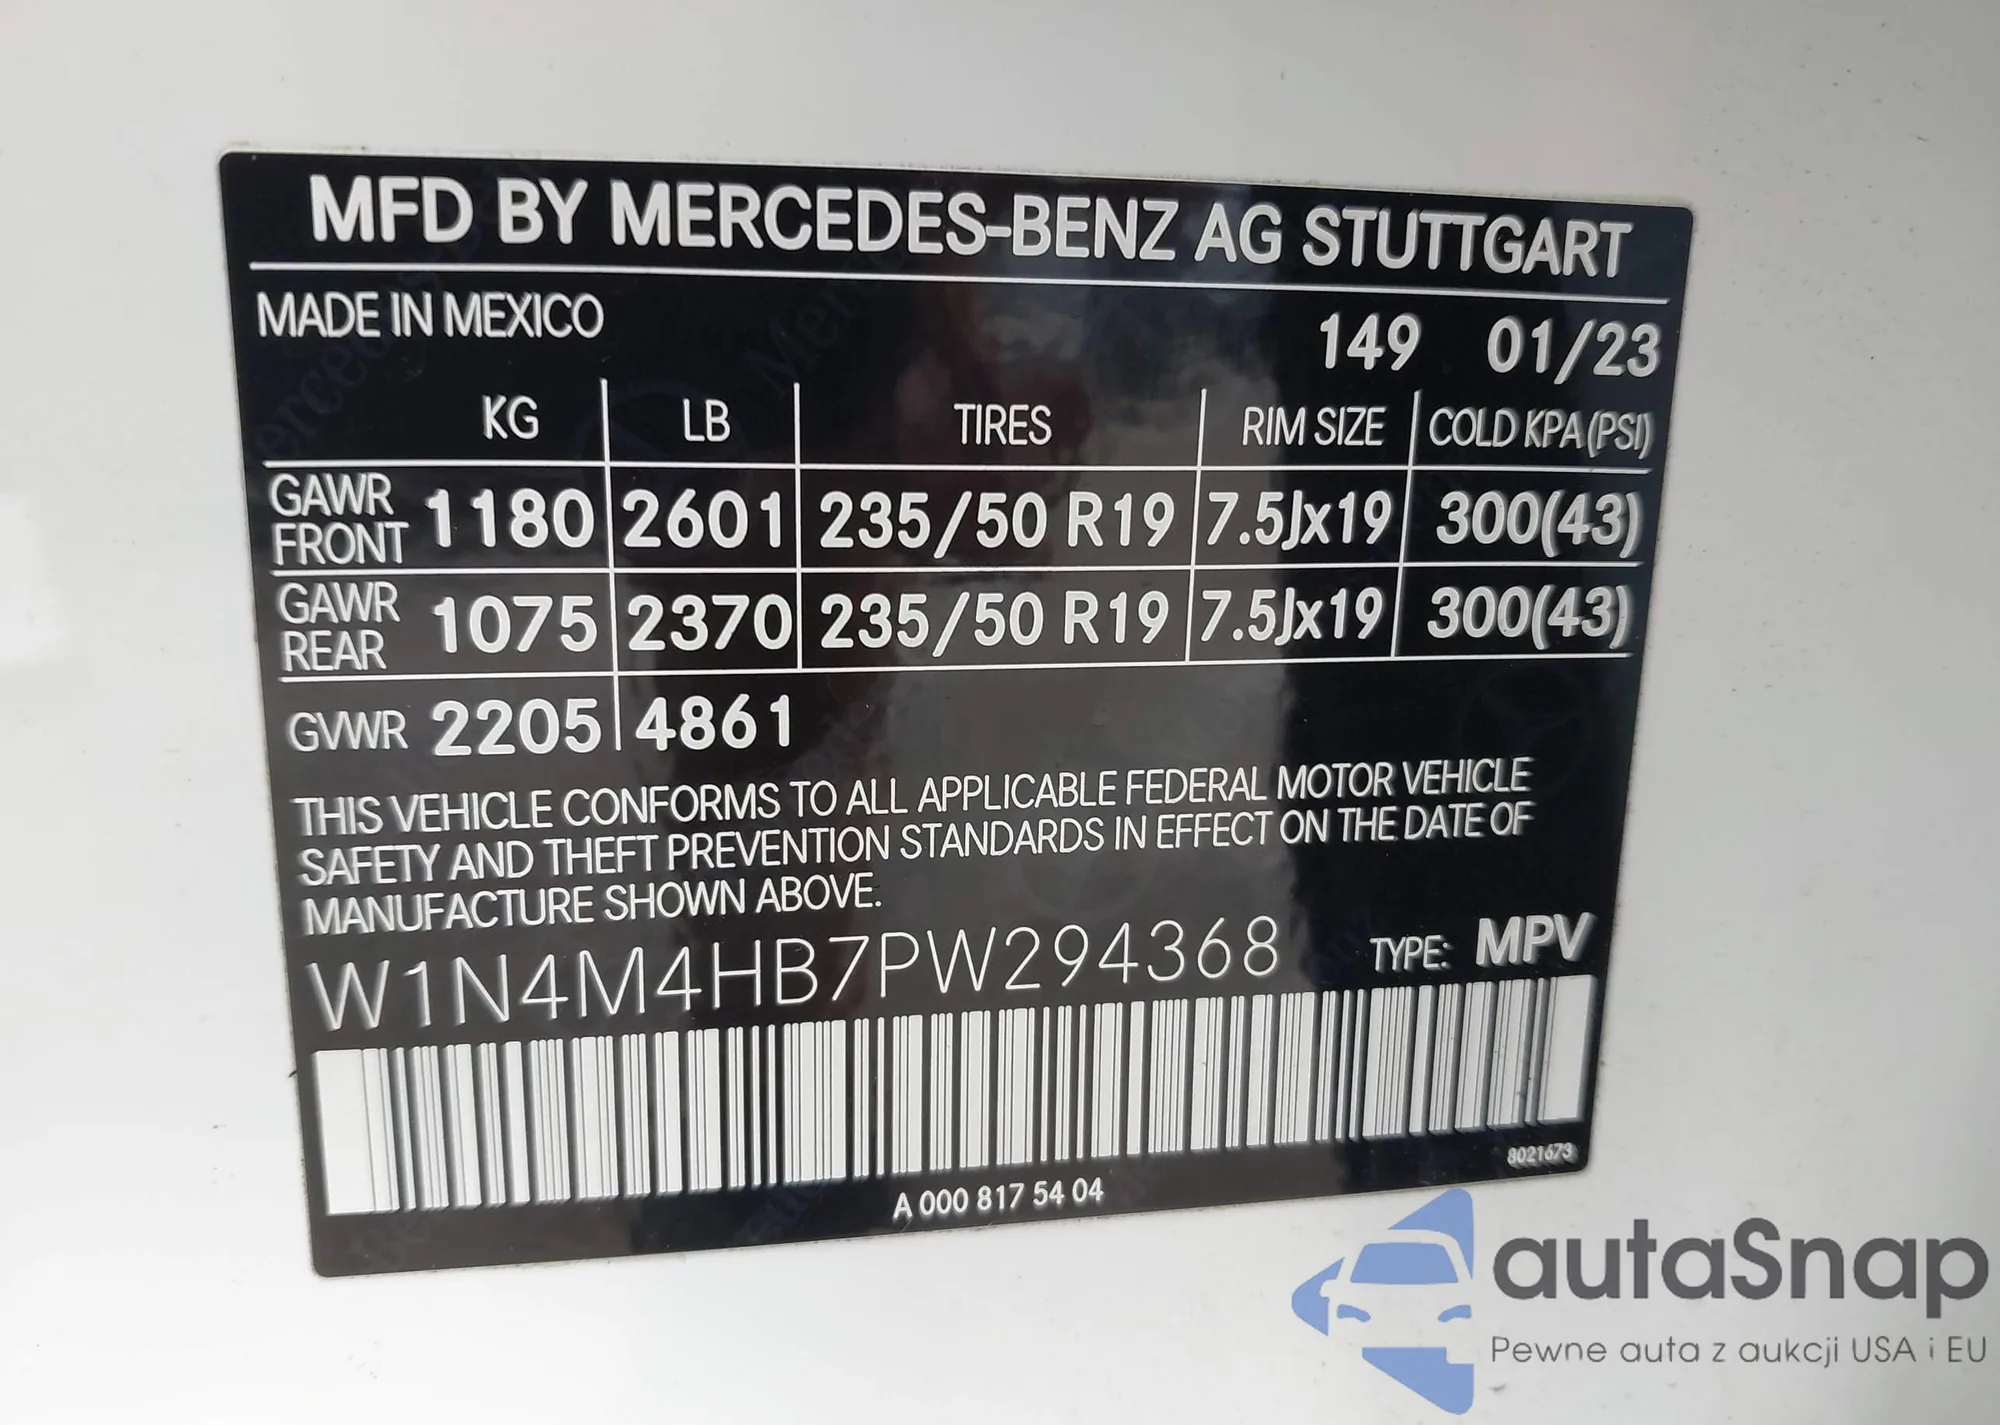 MFD BY MERCEDES-BENZ AG STUTTGART
MADE IN MEXICO
149 01/23
KG LB TIRES RIM SIZE COLD KPA (PSI)
GAWR FRONT 1180 2601 235/50 R19 7.5Jx19 300(43)
GAWR REAR 1075 2370 235/50 R19 7.5Jx19 300(43)
GVWR 2205 4861
THIS VEHICLE CONFORMS TO ALL APPLICABLE FEDERAL MOTOR VEHICLE
SAFETY AND THEFT PREVENTION STANDARDS IN EFFECT ON THE DATE OF
MANUFACTURE SHOWN ABOVE.
W1N4M4HB7PW294368 TYPE: MPV
8021673
A 000 817 54 04
autaSnap
Pewne auta z aukcji USA i EU